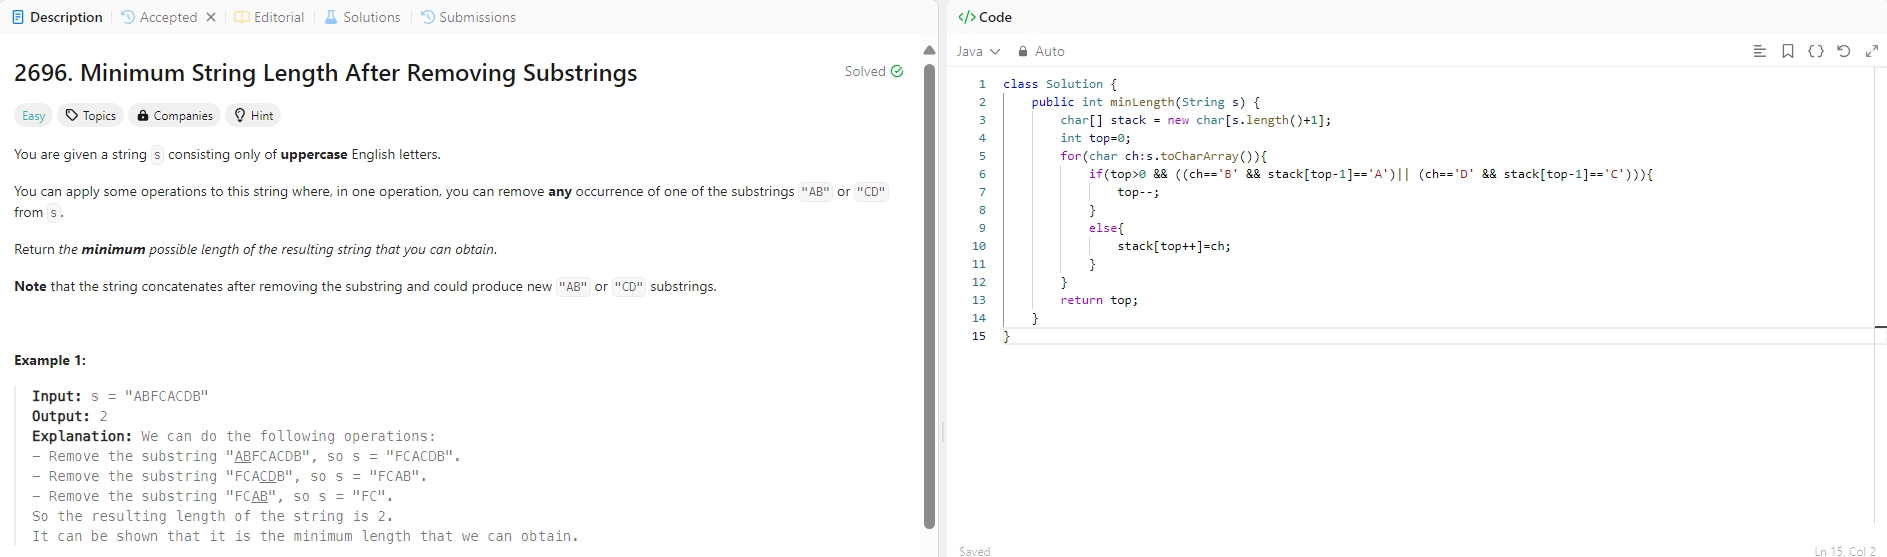 Description Accepted Editorial Solutions Submissions
2696. Minimum String Length After Removing Substrings
Solved
Easy Topics Companies Hint
You are given a string s consisting only of uppercase English letters.
You can apply some operations to this string where, in one operation, you can remove any occurrence of one of the substrings "AB" or "CD"
from s.
Return the minimum possible length of the resulting string that you can obtain.
Note that the string concatenates after removing the substring and could produce new "AB" or "CD" substrings.
Example 1:
Input: s = "ABFCACDB"
Output: 2
Explanation: We can do the following operations:
- Remove the substring "ABFCACDB", so s = "FCACDB".
- Remove the substring "FCACDB", so s = "FCAB".
- Remove the substring "FCAB", so s = "FC".
So the resulting length of the string is 2.
It can be shown that it is the minimum length that we can obtain.
</> Code
Java Auto
1 class Solution {
2 public int minLength(String s) {
3 char[] stack = new char[s.length()+1];
4 int top=0;
5 for(char ch:s.toCharArray()){
6 if(top>0 && ((ch=='B' && stack[top-1]=='A')|| (ch=='D' && stack[top-1]=='C'))){
7 top--;
8 }
9 else{
10 stack[top++]=ch;
11 }
12 }
13 return top;
14 }
15 }
Saved
Ln 15, Col 2